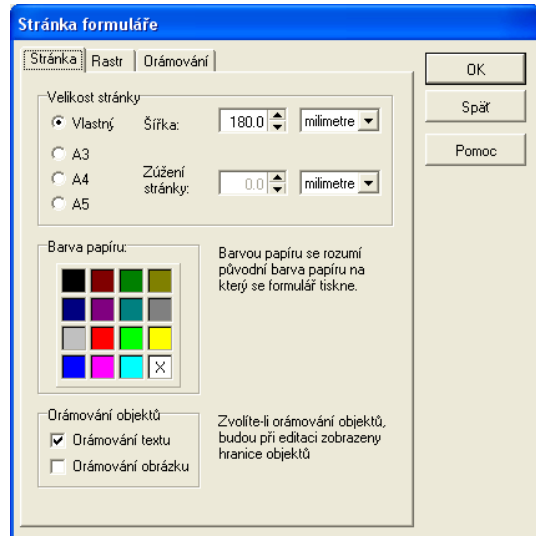 Stránka formuláře
Stránka Rastr Orámování
OK
Späť
Pomoc
Velikost stránky
Vlastný Šířka: 180.0 milimetre
A3
A4
A5
Zúžení
stránky: 0.0 milimetre
Barva papíru:
X
Barvou papíru se rozumí
původní barva papíru na
který se formulář tiskne.
Orámování objektů
Orámování textu
Orámování obrázku
Zvolíte-li orámování objektů,
budou při editaci zobrazeny
hranice objektů